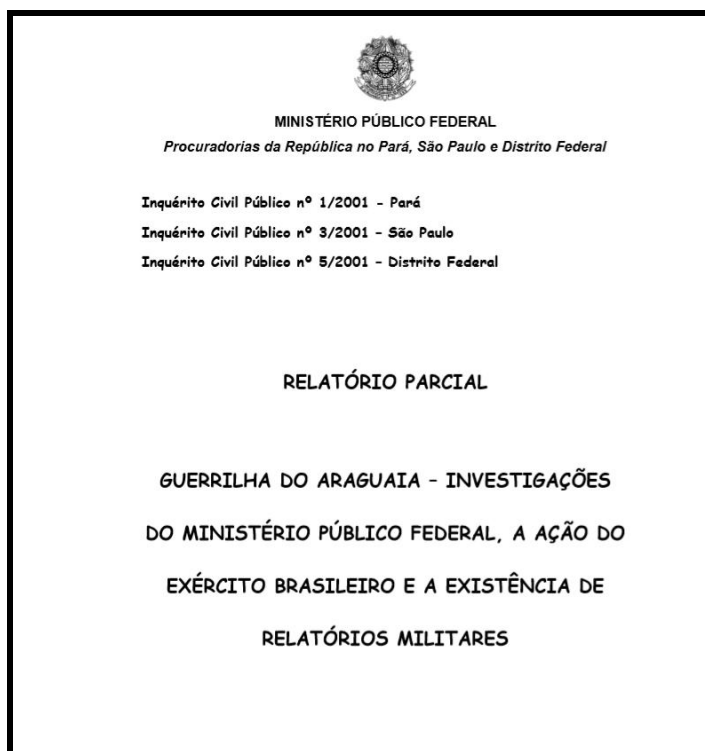 MINISTÉRIO PÚBLICO FEDERAL
Procuradorias da República no Pará, São Paulo e Distrito Federal
Inquérito Civil Público nº 1/2001 - Pará
Inquérito Civil Público nº 3/2001 - São Paulo
Inquérito Civil Público nº 5/2001 - Distrito Federal
RELATÓRIO PARCIAL
GUERRILHA DO ARAGUAIA - INVESTIGAÇÕES
DO MINISTÉRIO PÚBLICO FEDERAL, A AÇÃO DO
EXÉRCITO BRASILEIRO E A EXISTÊNCIA DE
RELATÓRIOS MILITARES